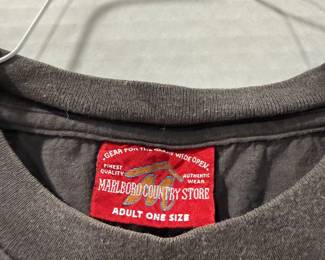 GEAR FOR THE GREAT WIDE OPEN.
FINEST QUALITY
AUTHENTIC WEAR
MARLBORO COUNTRY STORE
ADULT ONE SIZE